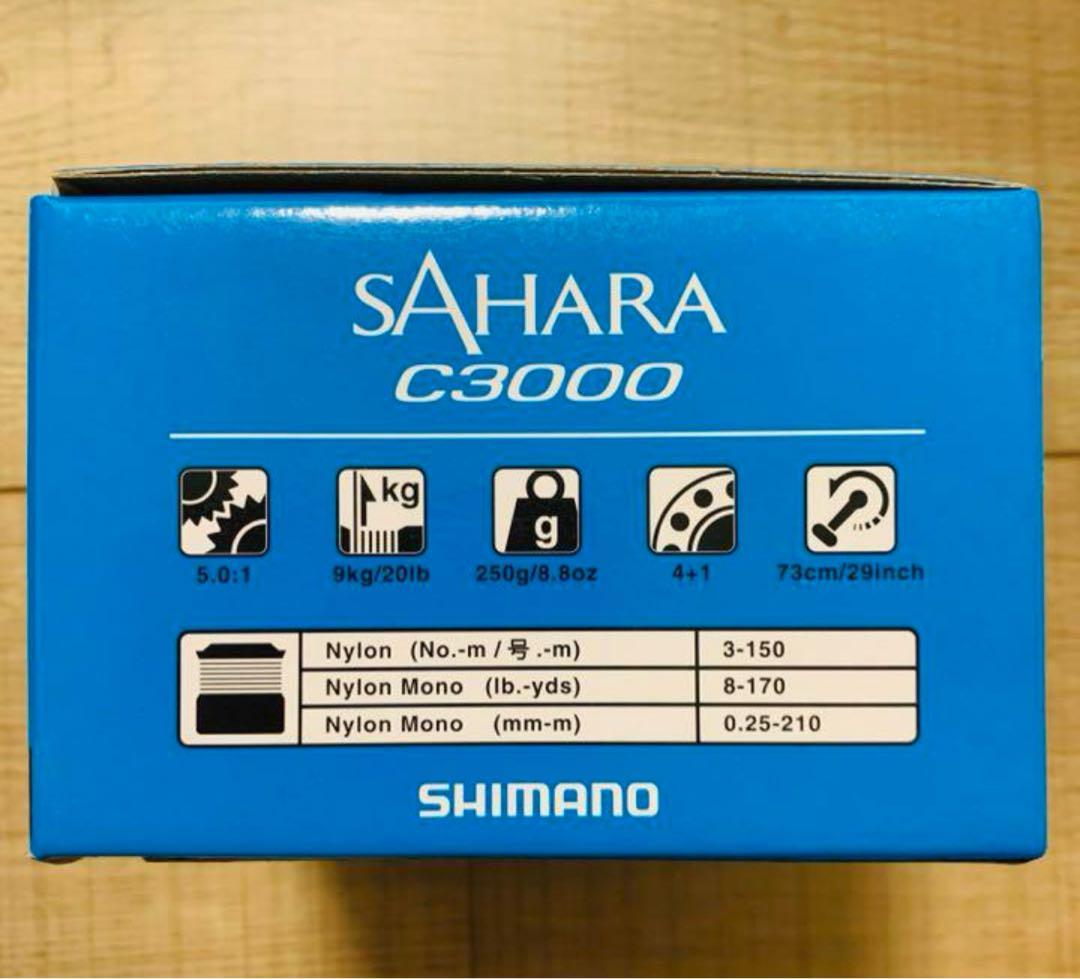 SAHARA
C3000
kg
g
5.0:1 9kg/20lb 250g/8.8oz 4+1 73cm/29inch
Nylon (No.-m / 号.-m) 3-150
Nylon Mono (lb.-yds) 8-170
Nylon Mono (mm-m) 0.25-210
SHIMANO